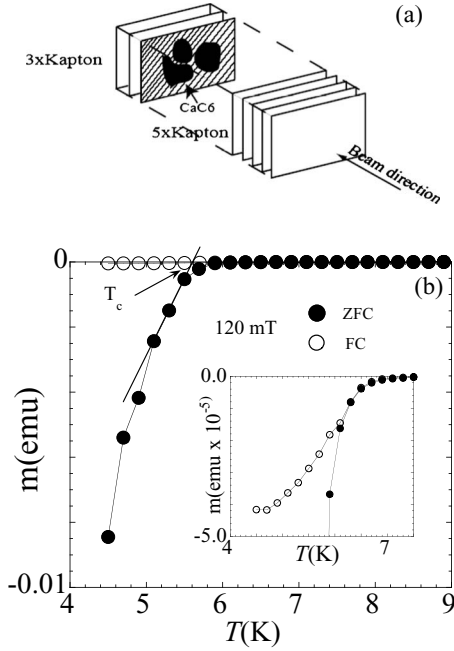 (a)
3xKapton
CaC6
5xKapton
Beam direction
(b)
0
T_c
120 mT
ZFC
FC
m(emu)
-0.01
4 5 6 7 8 9
T(K)
0.0
m(emu x 10^-5)
-5.0
4 7
T(K)